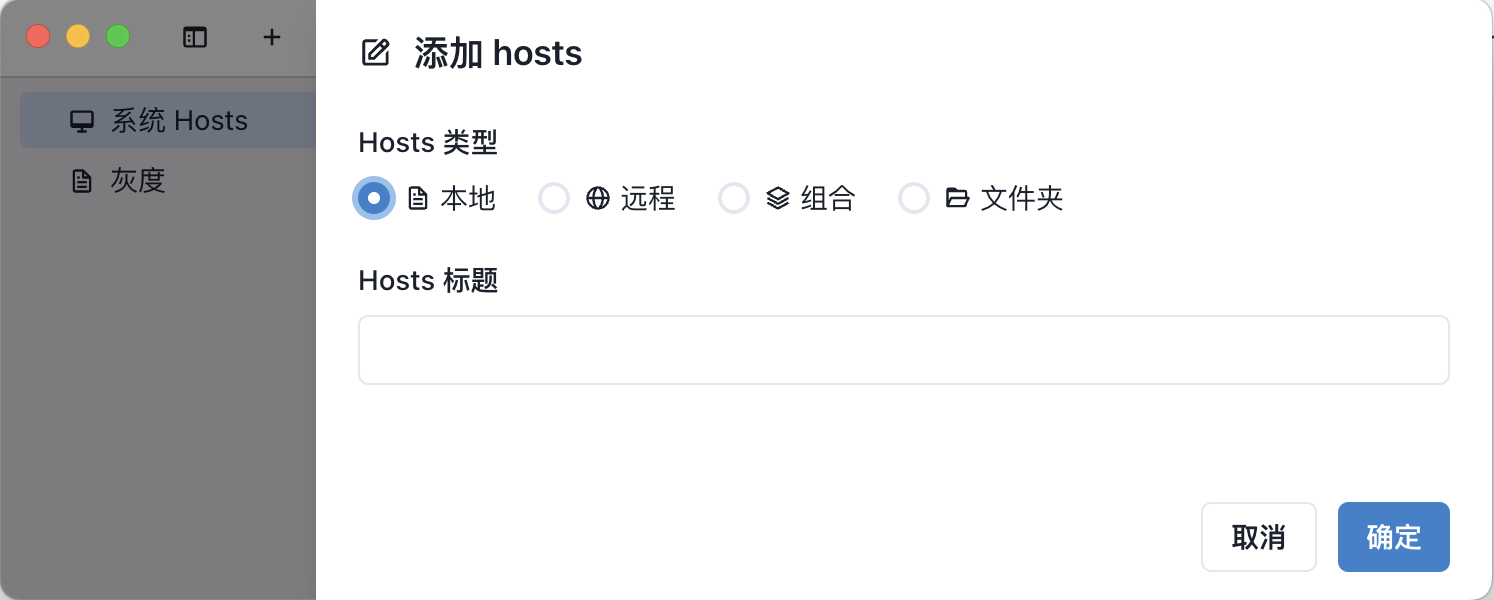 系统 Hosts
灰度
添加 hosts
Hosts 类型
本地 远程 组合 文件夹
Hosts 标题
取消 确定